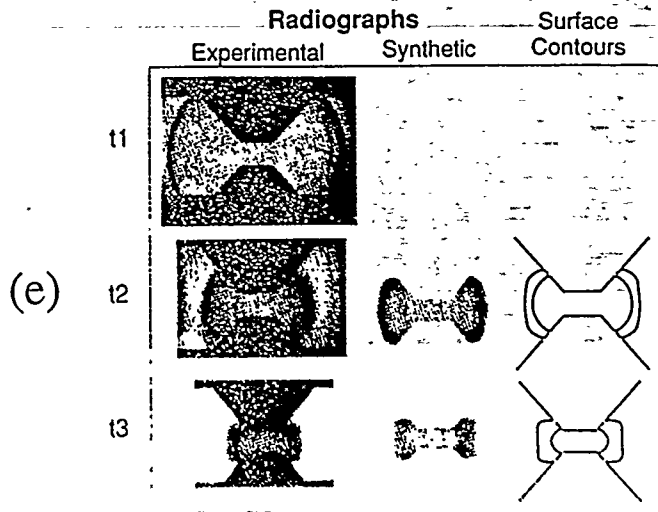 Radiographs
Experimental Synthetic Surface Contours
t1
(e) t2
t3